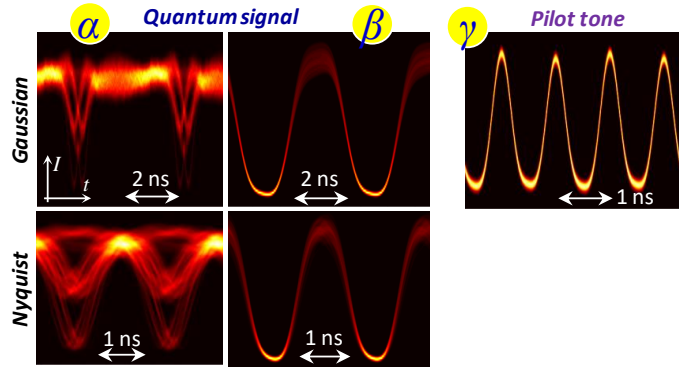 α Quantum signal β γ Pilot tone
Gaussian
I
t
2 ns
2 ns
1 ns
Nyquist
1 ns
1 ns